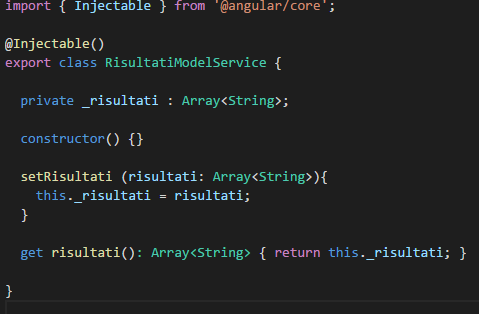 import { Injectable } from '@angular/core';
@Injectable()
export class RisultatiModelService {
private _risultati : Array<String>;
constructor() {}
setRisultati (risultati: Array<String>){
this._risultati = risultati;
}
get risultati(): Array<String> { return this._risultati; }
}